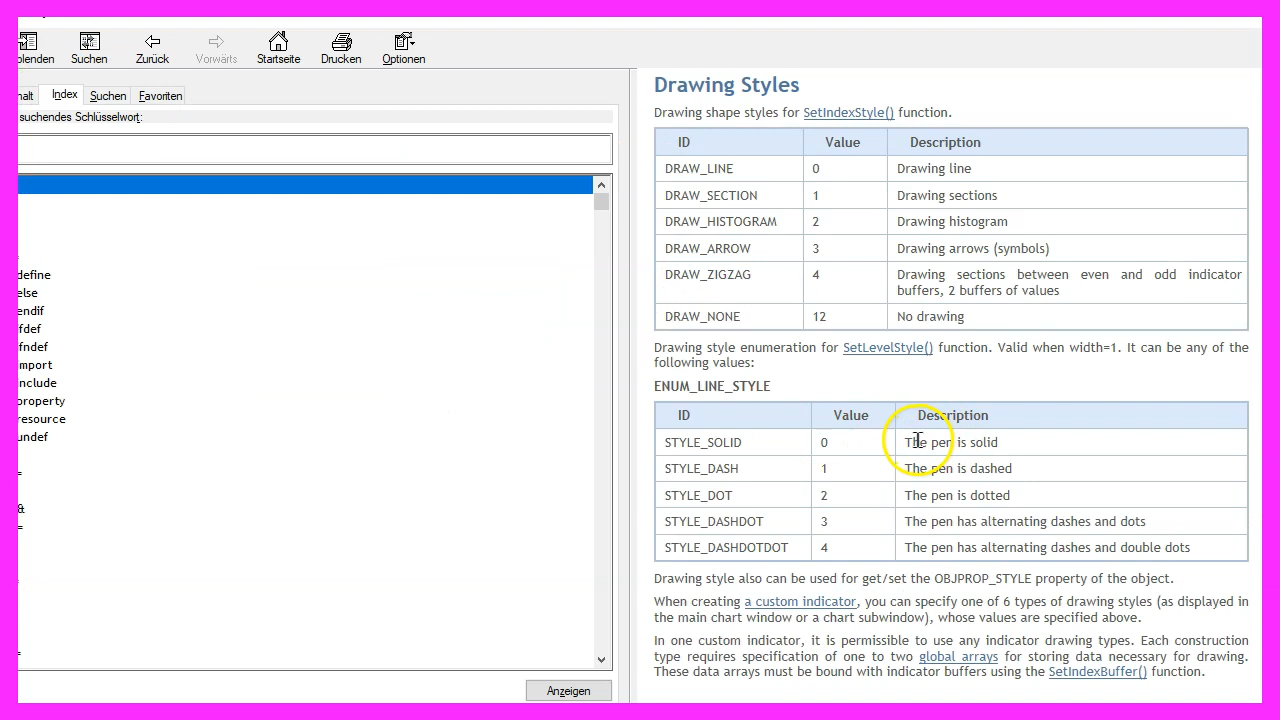 lenden Suchen Zurück Vorwärts Startseite Drucken Optionen
halt Index Suchen Favoriten
suchendes Schlüsselwort:
define
else
endif
fdef
fndef
mport
nclude
property
resource
undef
=
&
=
=
=
Anzeigen
Drawing Styles
Drawing shape styles for SetIndexStyle() function.
ID Value Description
DRAW_LINE 0 Drawing line
DRAW_SECTION 1 Drawing sections
DRAW_HISTOGRAM 2 Drawing histogram
DRAW_ARROW 3 Drawing arrows (symbols)
DRAW_ZIGZAG 4 Drawing sections between even and odd indicator
buffers, 2 buffers of values
DRAW_NONE 12 No drawing
Drawing style enumeration for SetLevelStyle() function. Valid when width=1. It can be any of the
following values:
ENUM_LINE_STYLE
ID Value Description
STYLE_SOLID 0 The pen is solid
STYLE_DASH 1 The pen is dashed
STYLE_DOT 2 The pen is dotted
STYLE_DASHDOT 3 The pen has alternating dashes and dots
STYLE_DASHDOTDOT 4 The pen has alternating dashes and double dots
Drawing style also can be used for get/set the OBJPROP_STYLE property of the object.
When creating a custom indicator, you can specify one of 6 types of drawing styles (as displayed in
the main chart window or a chart subwindow), whose values are specified above.
In one custom indicator, it is permissible to use any indicator drawing types. Each construction
type requires specification of one to two global arrays for storing data necessary for drawing.
These data arrays must be bound with indicator buffers using the SetIndexBuffer() function.